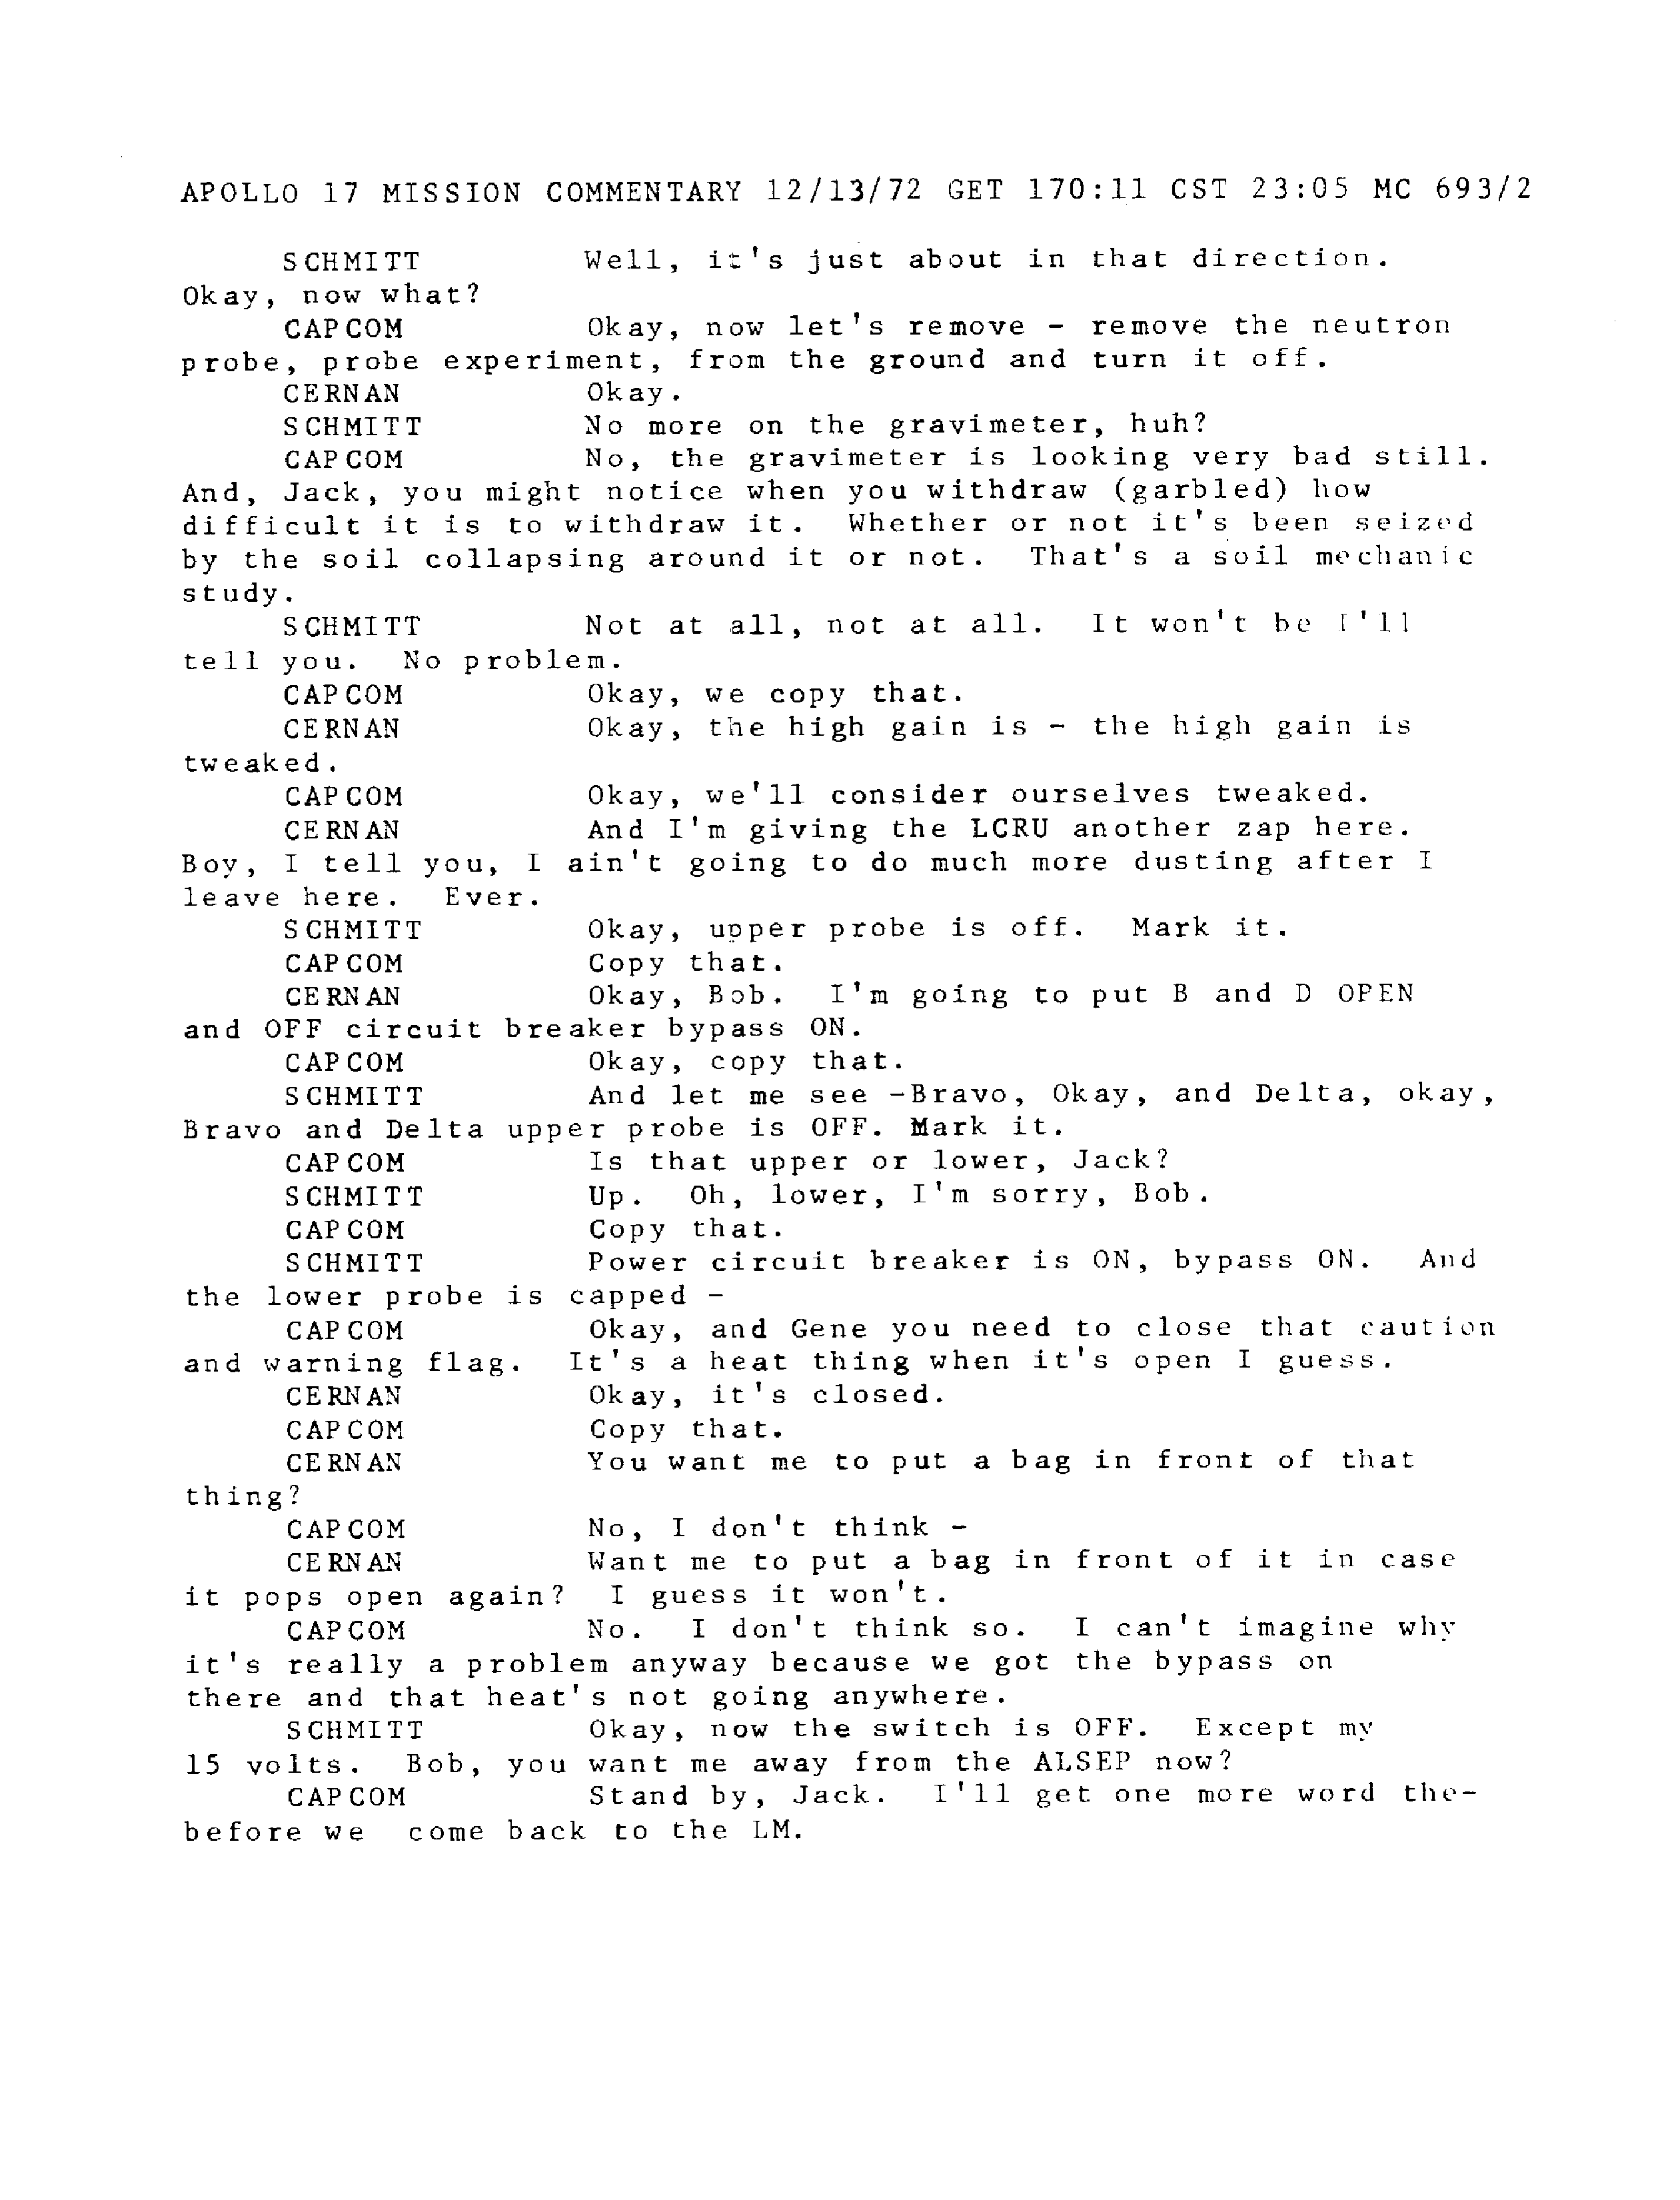 APOLLO 17 MISSION COMMENTARY 12/13/72 GET 170:11 CST 23:05 MC 693/2
SCHMITT Well, it's just about in that direction.
Okay, now what?
CAPCOM Okay, now let's remove - remove the neutron
probe, probe experiment, from the ground and turn it off.
CERNAN Okay.
SCHMITT No more on the gravimeter, huh?
CAPCOM No, the gravimeter is looking very bad still.
And, Jack, you might notice when you withdraw (garbled) how
difficult it is to withdraw it. Whether or not it's been seized
by the soil collapsing around it or not. That's a soil mechanic
study.
SCHMITT Not at all, not at all. It won't be I'll
tell you. No problem.
CAPCOM Okay, we copy that.
CERNAN Okay, the high gain is - the high gain is
tweaked.
CAPCOM Okay, we'll consider ourselves tweaked.
CERNAN And I'm giving the LCRU another zap here.
Boy, I tell you, I ain't going to do much more dusting after I
leave here. Ever.
SCHMITT Okay, upper probe is off. Mark it.
CAPCOM Copy that.
CERNAN Okay, Bob. I'm going to put B and D OPEN
and OFF circuit breaker bypass ON.
CAPCOM Okay, copy that.
SCHMITT And let me see -Bravo, Okay, and Delta, okay,
Bravo and Delta upper probe is OFF. Mark it.
CAPCOM Is that upper or lower, Jack?
SCHMITT Up. Oh, lower, I'm sorry, Bob.
CAPCOM Copy that.
SCHMITT Power circuit breaker is ON, bypass ON. And
the lower probe is capped -
CAPCOM Okay, and Gene you need to close that caution
and warning flag. It's a heat thing when it's open I guess.
CERNAN Okay, it's closed.
CAPCOM Copy that.
CERNAN You want me to put a bag in front of that
thing?
CAPCOM No, I don't think -
CERNAN Want me to put a bag in front of it in case
it pops open again? I guess it won't.
CAPCOM No. I don't think so. I can't imagine why
it's really a problem anyway because we got the bypass on
there and that heat's not going anywhere.
SCHMITT Okay, now the switch is OFF. Except my
15 volts. Bob, you want me away from the ALSEP now?
CAPCOM Stand by, Jack. I'll get one more word the-
before we come back to the LM.